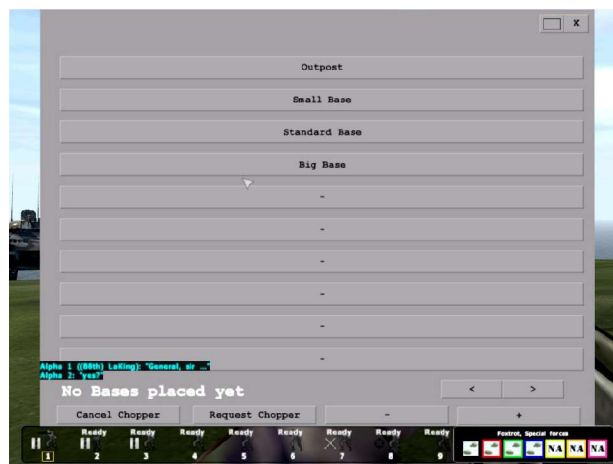 X
Outpost
Small Base
Standard Base
Big Base
-
-
-
-
-
-
Alpha 1 ((88th) LaKing): "General, sir ..."
Alpha 2: "yes?"
No Bases placed yet
< >
Cancel Chopper Request Chopper - +
Ready Ready Ready Ready Ready Ready Ready Ready
Foxtrot, Special Forces
NA NA NA
1 2 3 4 5 6 7 8 9